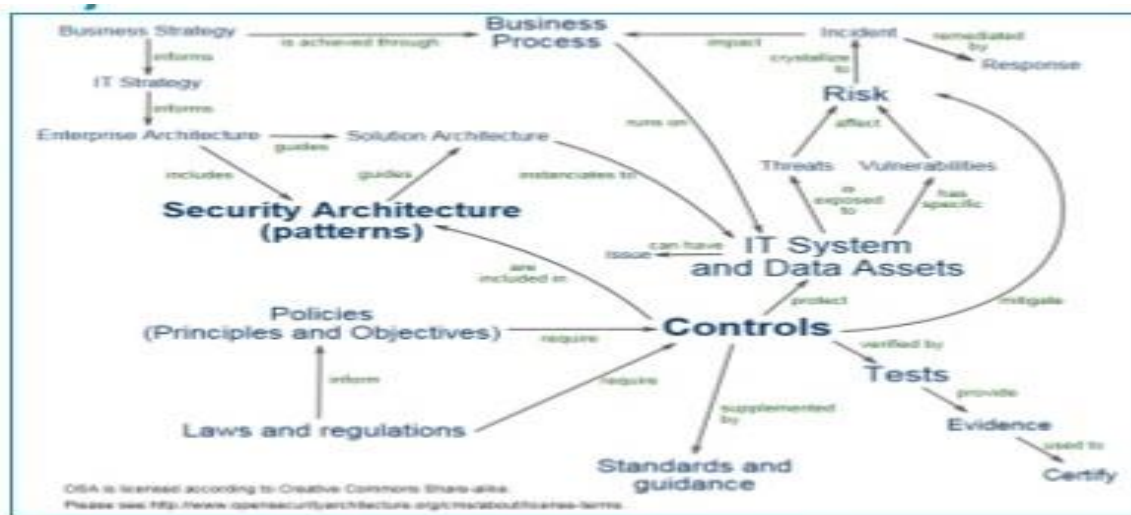 Business Strategy
is achieved through
Business
Process
impact
Incident
remediated
by
Response
informs
crystallize
to
IT Strategy
Risk
informs
affect
runs on
Enterprise Architecture
guides
Solution Architecture
Threats
Vulnerabilities
includes
guides
instanciates to
is
exposed
to
has
specific
Security Architecture
(patterns)
can have
Issue
IT System
and Data Assets
are
included in
protect
mitigate
Policies
(Principles and Objectives)
require
Controls
verified by
Tests
inform
require
provide
supplemented
by
Evidence
Laws and regulations
used to
Standards and
guidance
Certify
OSA is licensed according to Creative Commons Share-alike.
Please see: http://www.opensecurityarchitecture.org/cms/about/license-terms.